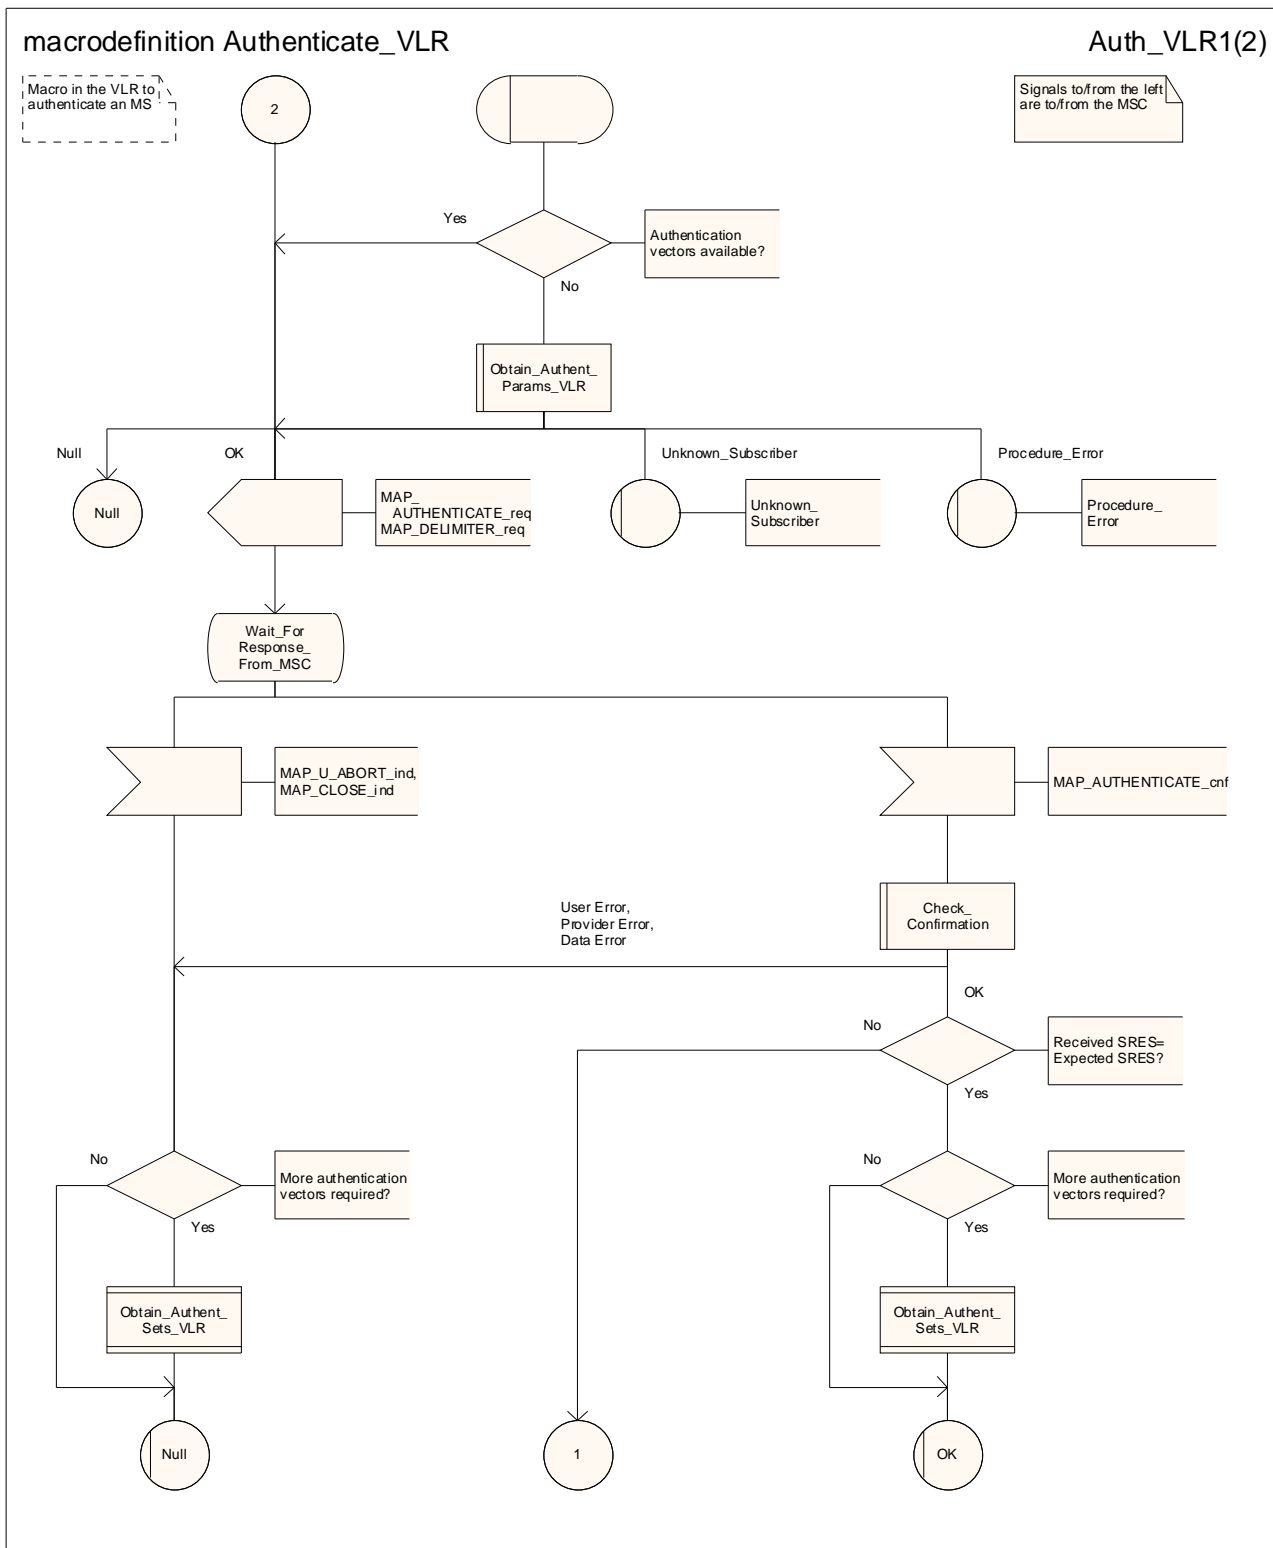 macrodefinition Authenticate_VLR
Auth_VLR1(2)
Macro in the VLR to
authenticate an MS
2
Signals to/from the left
are to/from the MSC
Yes
Authentication
vectors available?
No
Obtain_Authent_
Params_VLR
Null
OK
Unknown_Subscriber
Procedure_Error
Null
MAP_
AUTHENTICATE_req
MAP_DELIMITER_req
Unknown_
Subscriber
Procedure_
Error
Wait_For
Response_
From_MSC
MAP_U_ABORT_ind,
MAP_CLOSE_ind
MAP_AUTHENTICATE_cnf
User Error,
Provider Error,
Data Error
Check_
Confirmation
OK
No
Received SRES=
Expected SRES?
Yes
No
More authentication
vectors required?
Yes
No
More authentication
vectors required?
Yes
Obtain_Authent_
Sets_VLR
Obtain_Authent_
Sets_VLR
Null
1
OK